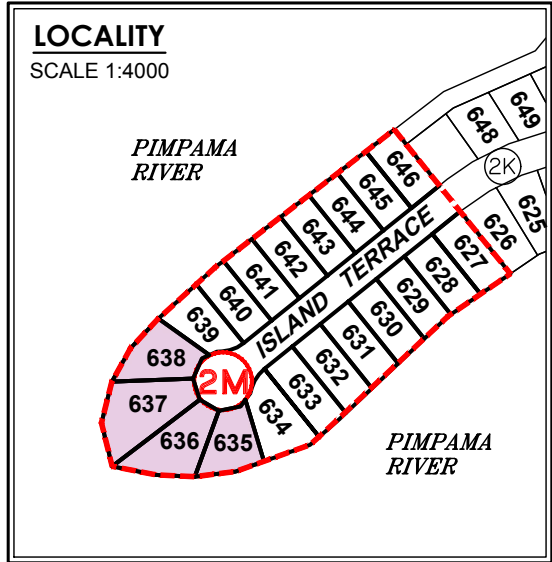 LOCALITY
SCALE 1:4000
PIMPAMA
RIVER
649
648
2K
646
645
644
643
642
641
640
639
638
637
636
635
634
633
632
631
630
629
628
627
626
625
ISLAND TERRACE
2M
PIMPAMA
RIVER